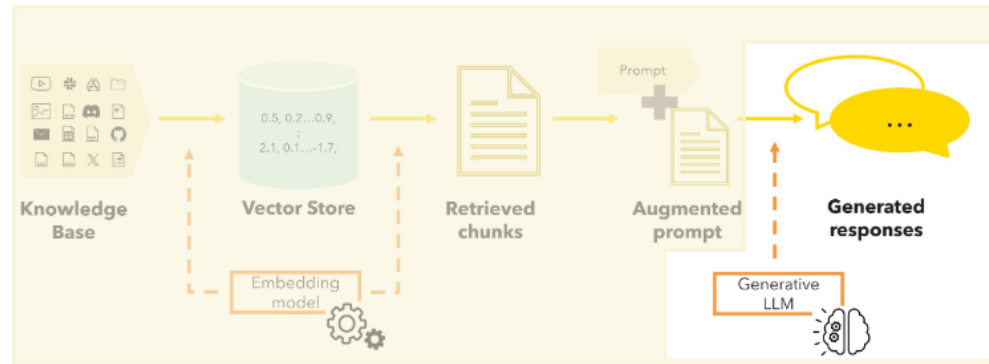 Prompt
0.5, 0.2...0.9,
:
2.1, 0.1...-1.7,
...
Knowledge
Base
Vector Store
Retrieved
chunks
Augmented
prompt
Generated
responses
Embedding
model
Generative
LLM